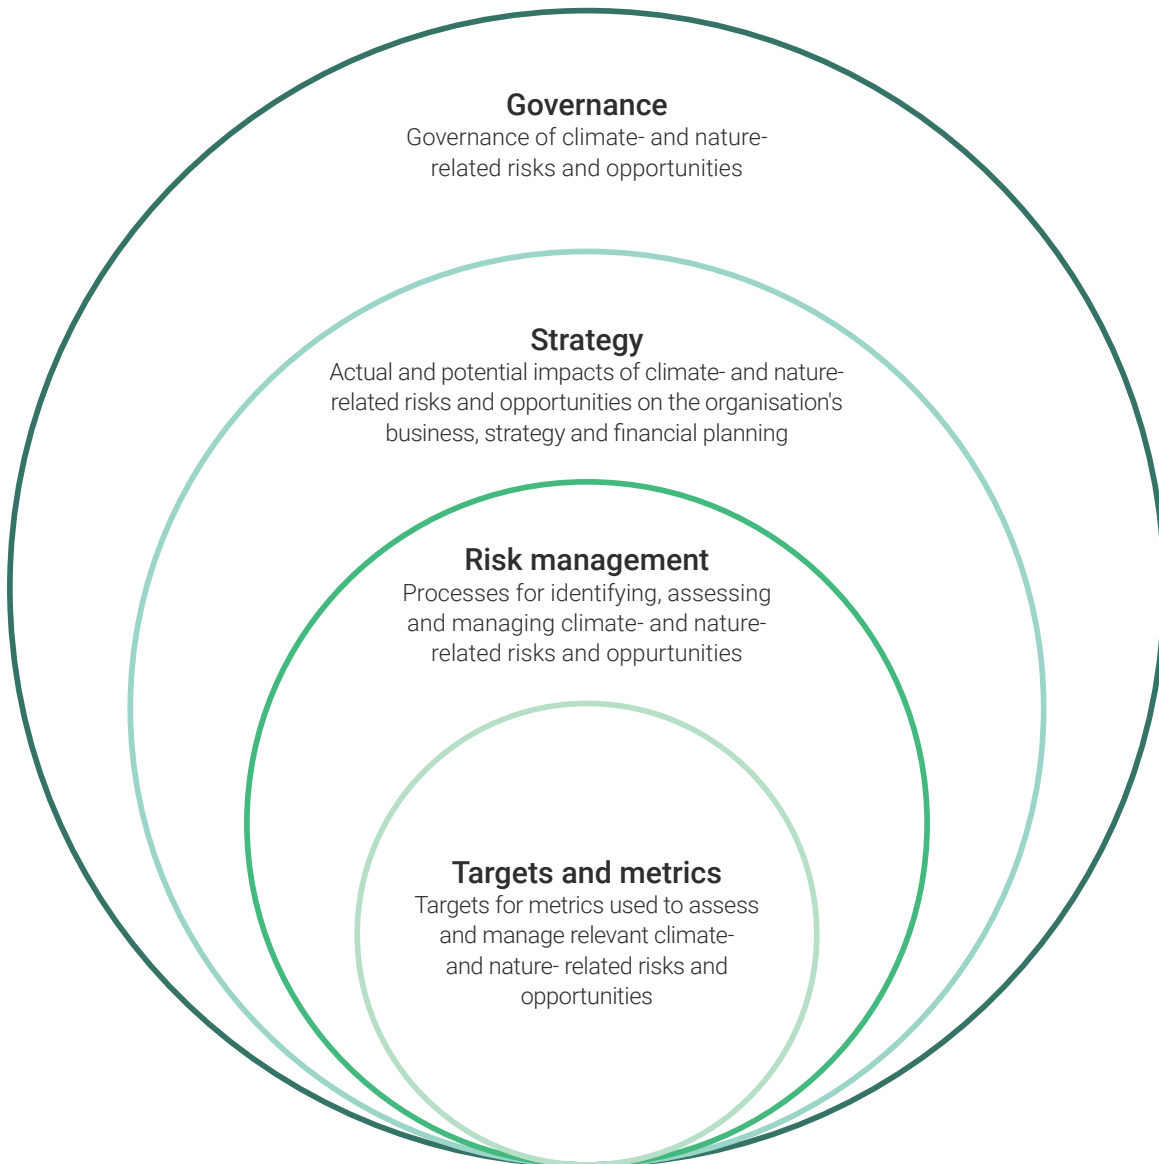 Governance
Governance of climate- and nature-
related risks and opportunities
Strategy
Actual and potential impacts of climate- and nature-
related risks and opportunities on the organisation's
business, strategy and financial planning
Risk management
Processes for identifying, assessing
and managing climate- and nature-
related risks and oppurtunities
Targets and metrics
Targets for metrics used to assess
and manage relevant climate-
and nature- related risks and
opportunities